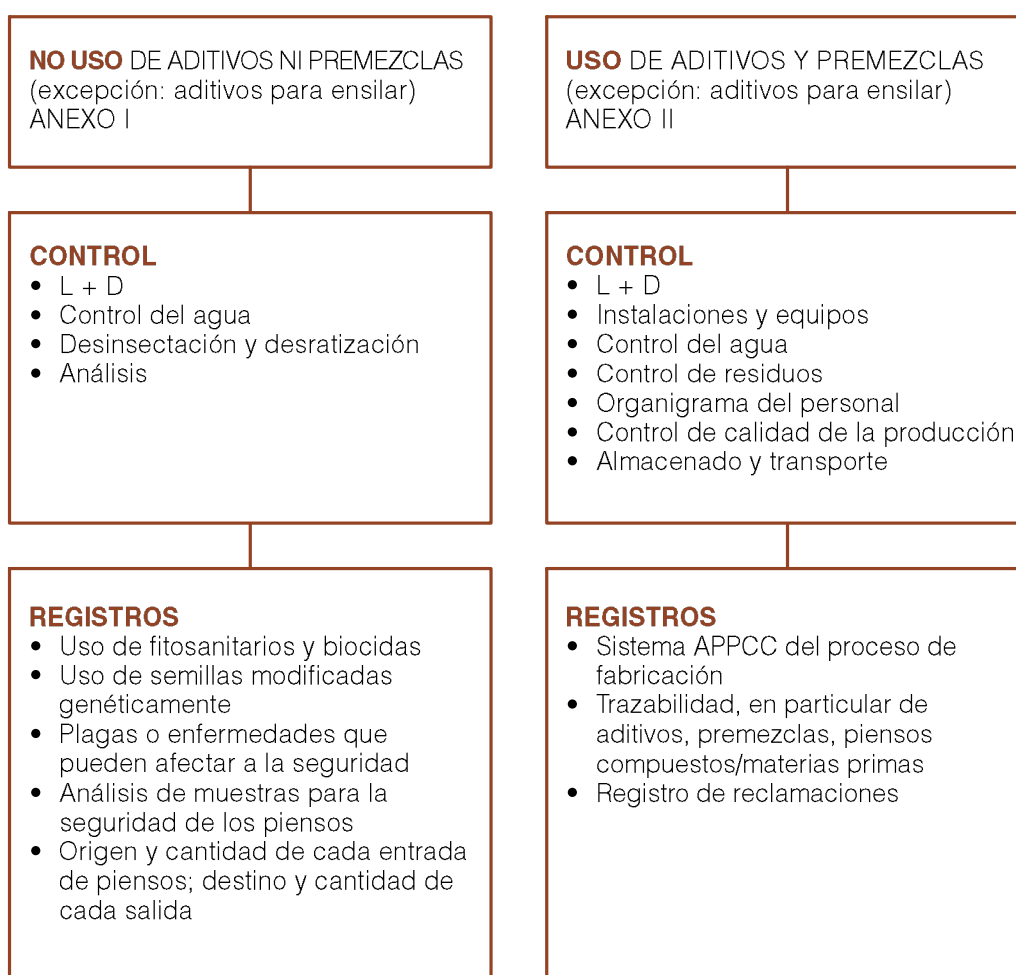 NO USO DE ADITIVOS NI PREMEZCLAS
(excepción: aditivos para ensilar)
ANEXO I
CONTROL
• L + D
• Control del agua
• Desinsectación y desratización
• Análisis
REGISTROS
• Uso de fitosanitarios y biocidas
• Uso de semillas modificadas
genéticamente
• Plagas o enfermedades que
pueden afectar a la seguridad
• Análisis de muestras para la
seguridad de los piensos
• Origen y cantidad de cada entrada
de piensos; destino y cantidad de
cada salida
USO DE ADITIVOS Y PREMEZCLAS
(excepción: aditivos para ensilar)
ANEXO II
CONTROL
• L + D
• Instalaciones y equipos
• Control del agua
• Control de residuos
• Organigrama del personal
• Control de calidad de la producción
• Almacenado y transporte
REGISTROS
• Sistema APPCC del proceso de
fabricación
• Trazabilidad, en particular de
aditivos, premezclas, piensos
compuestos/materias primas
• Registro de reclamaciones